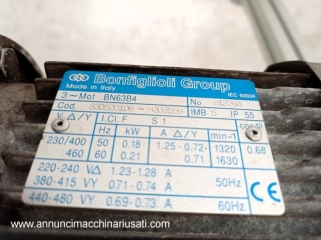 Bonfiglioli Group
Made in Italy
IEC 60034
3~Mot BN63B4
No.
Cod.
IMB 5 IP 55
I.Cl.F S 1
Δ/Y V Hz kW A Δ/Y min-1 cosφ
230/400 50 0.18 1.25 - 0.72 1320 0.68
460 60 0.21 0.71 1630
220-240 VΔ 1.23-1.28 A
380-415 VY 0.71-0.74 A 50Hz
440-480 VY 0.69-0.73 A 60Hz
CE
www.annuncimacchinariusati.com